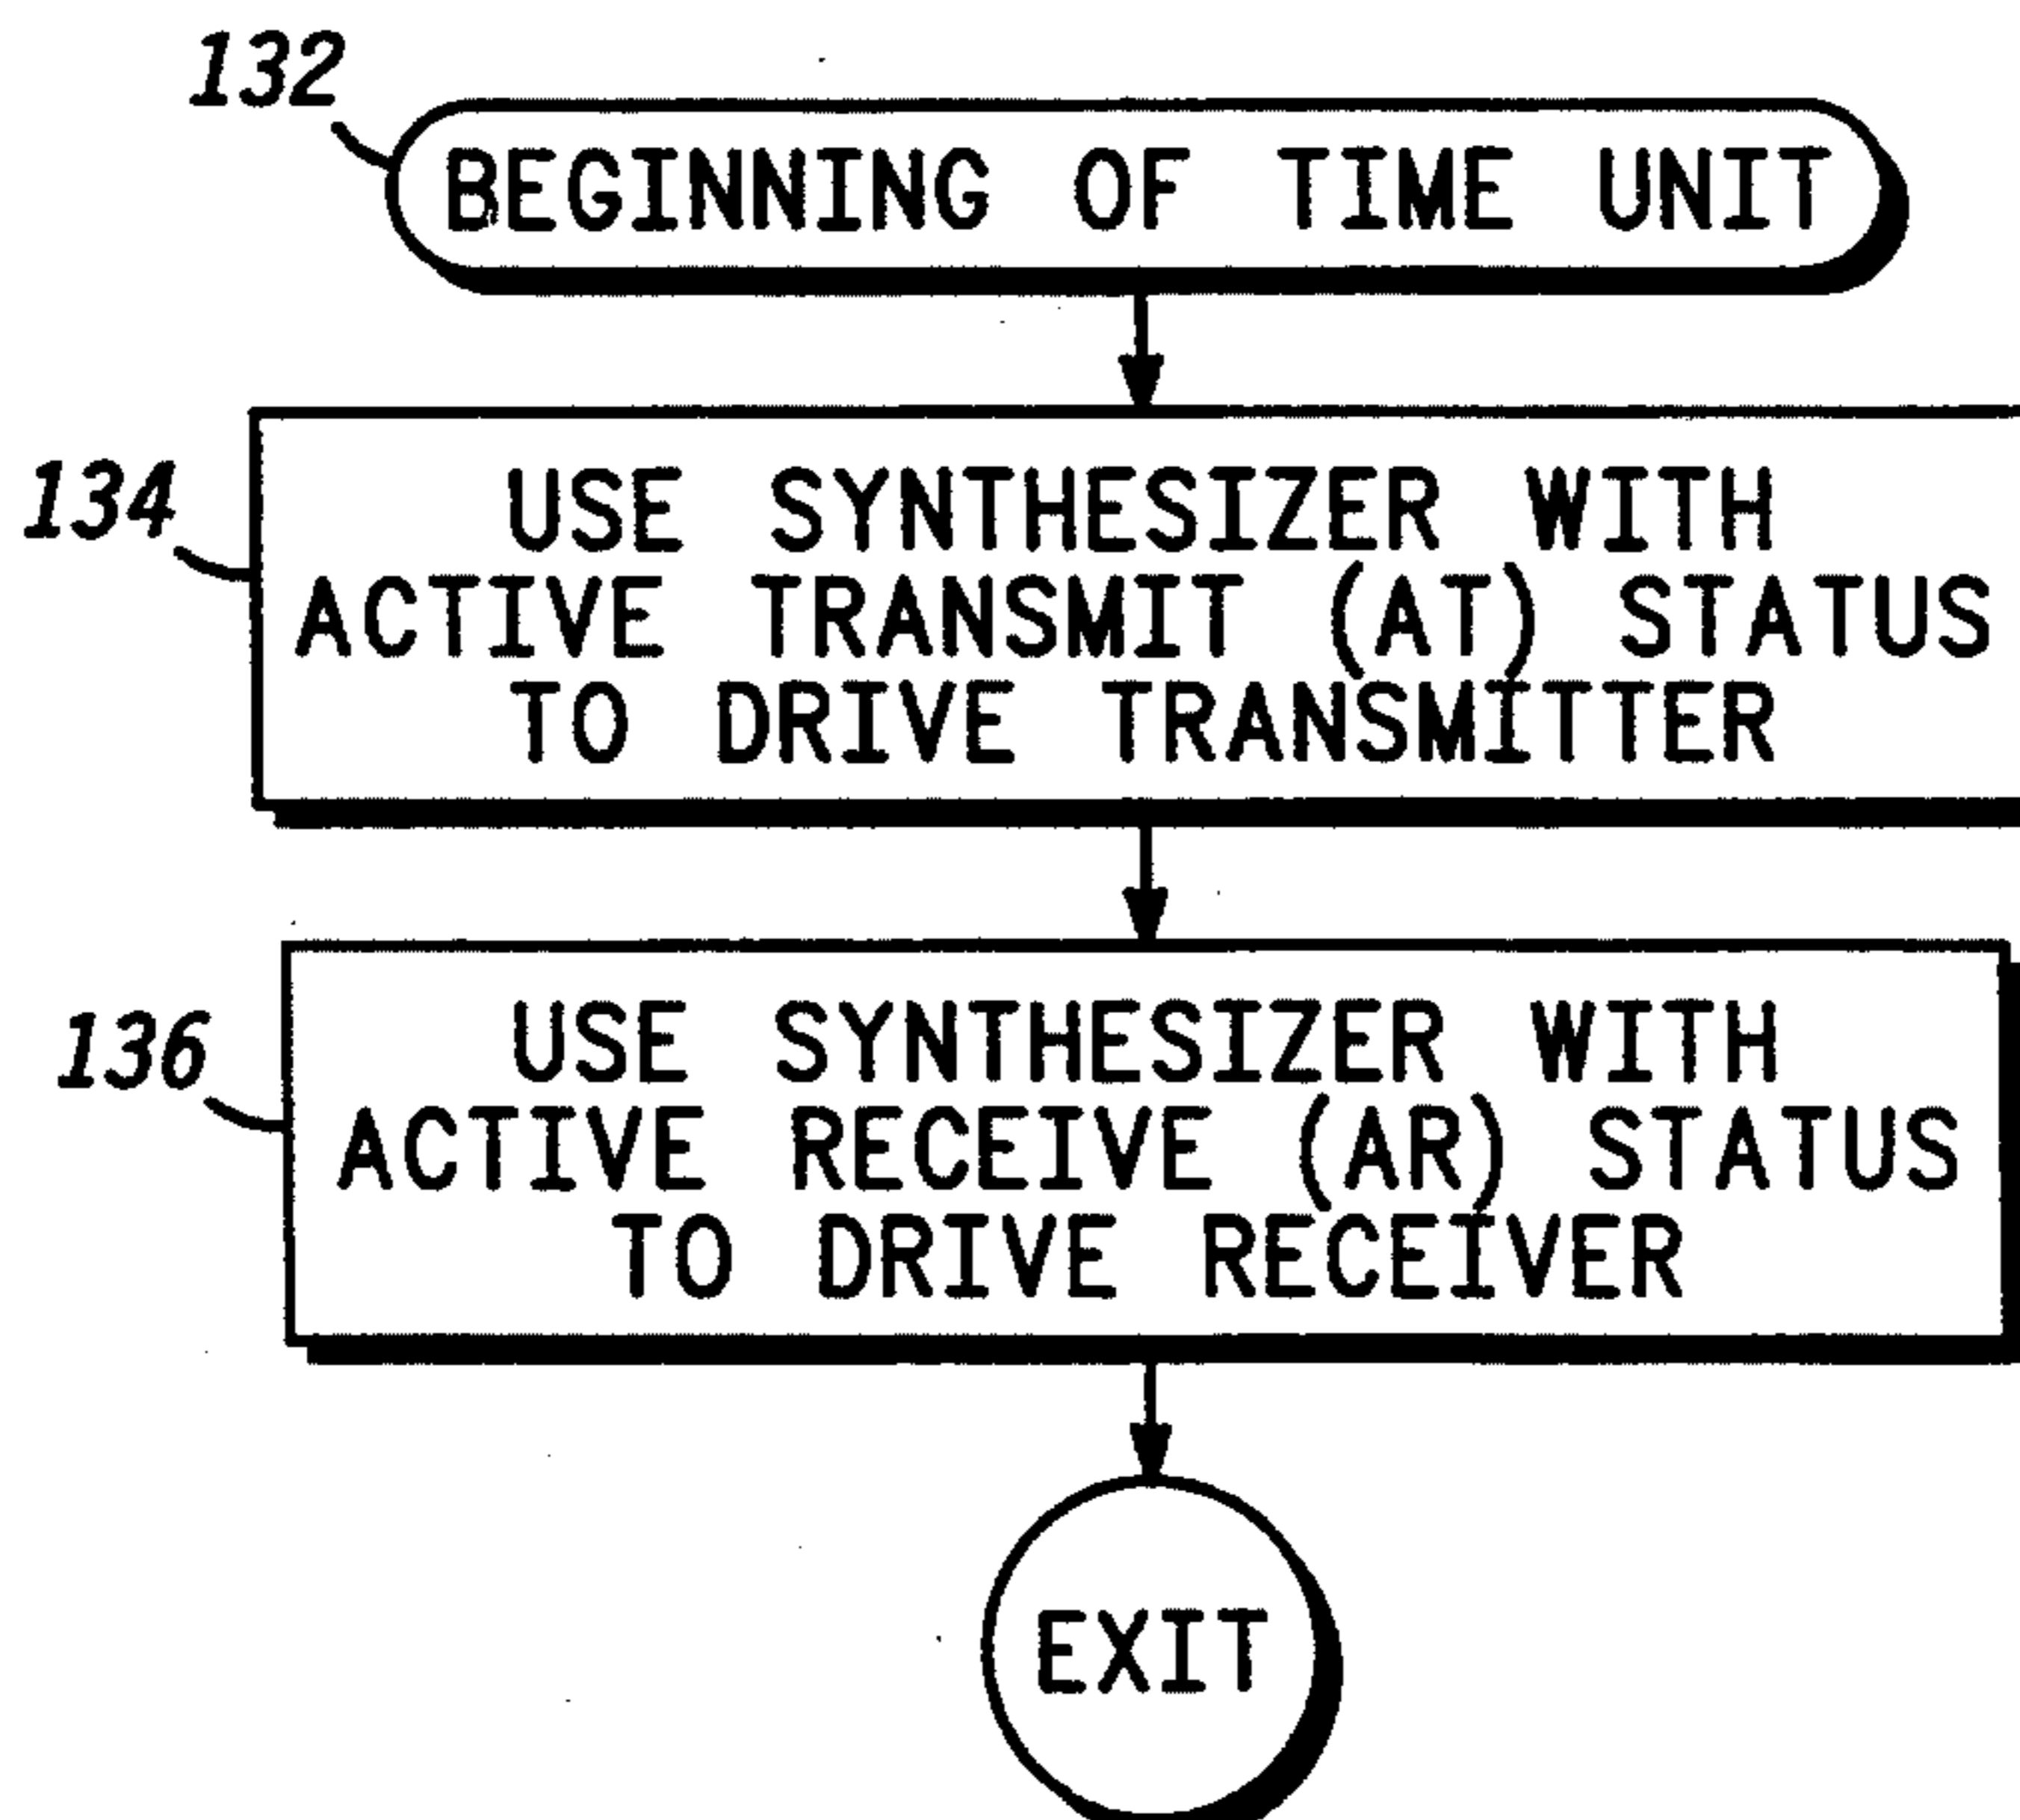 132
BEGINNING OF TIME UNIT
134
USE SYNTHESIZER WITH
ACTIVE TRANSMIT (AT) STATUS
TO DRIVE TRANSMITTER
136
USE SYNTHESIZER WITH
ACTIVE RECEIVE (AR) STATUS
TO DRIVE RECEIVER
EXIT